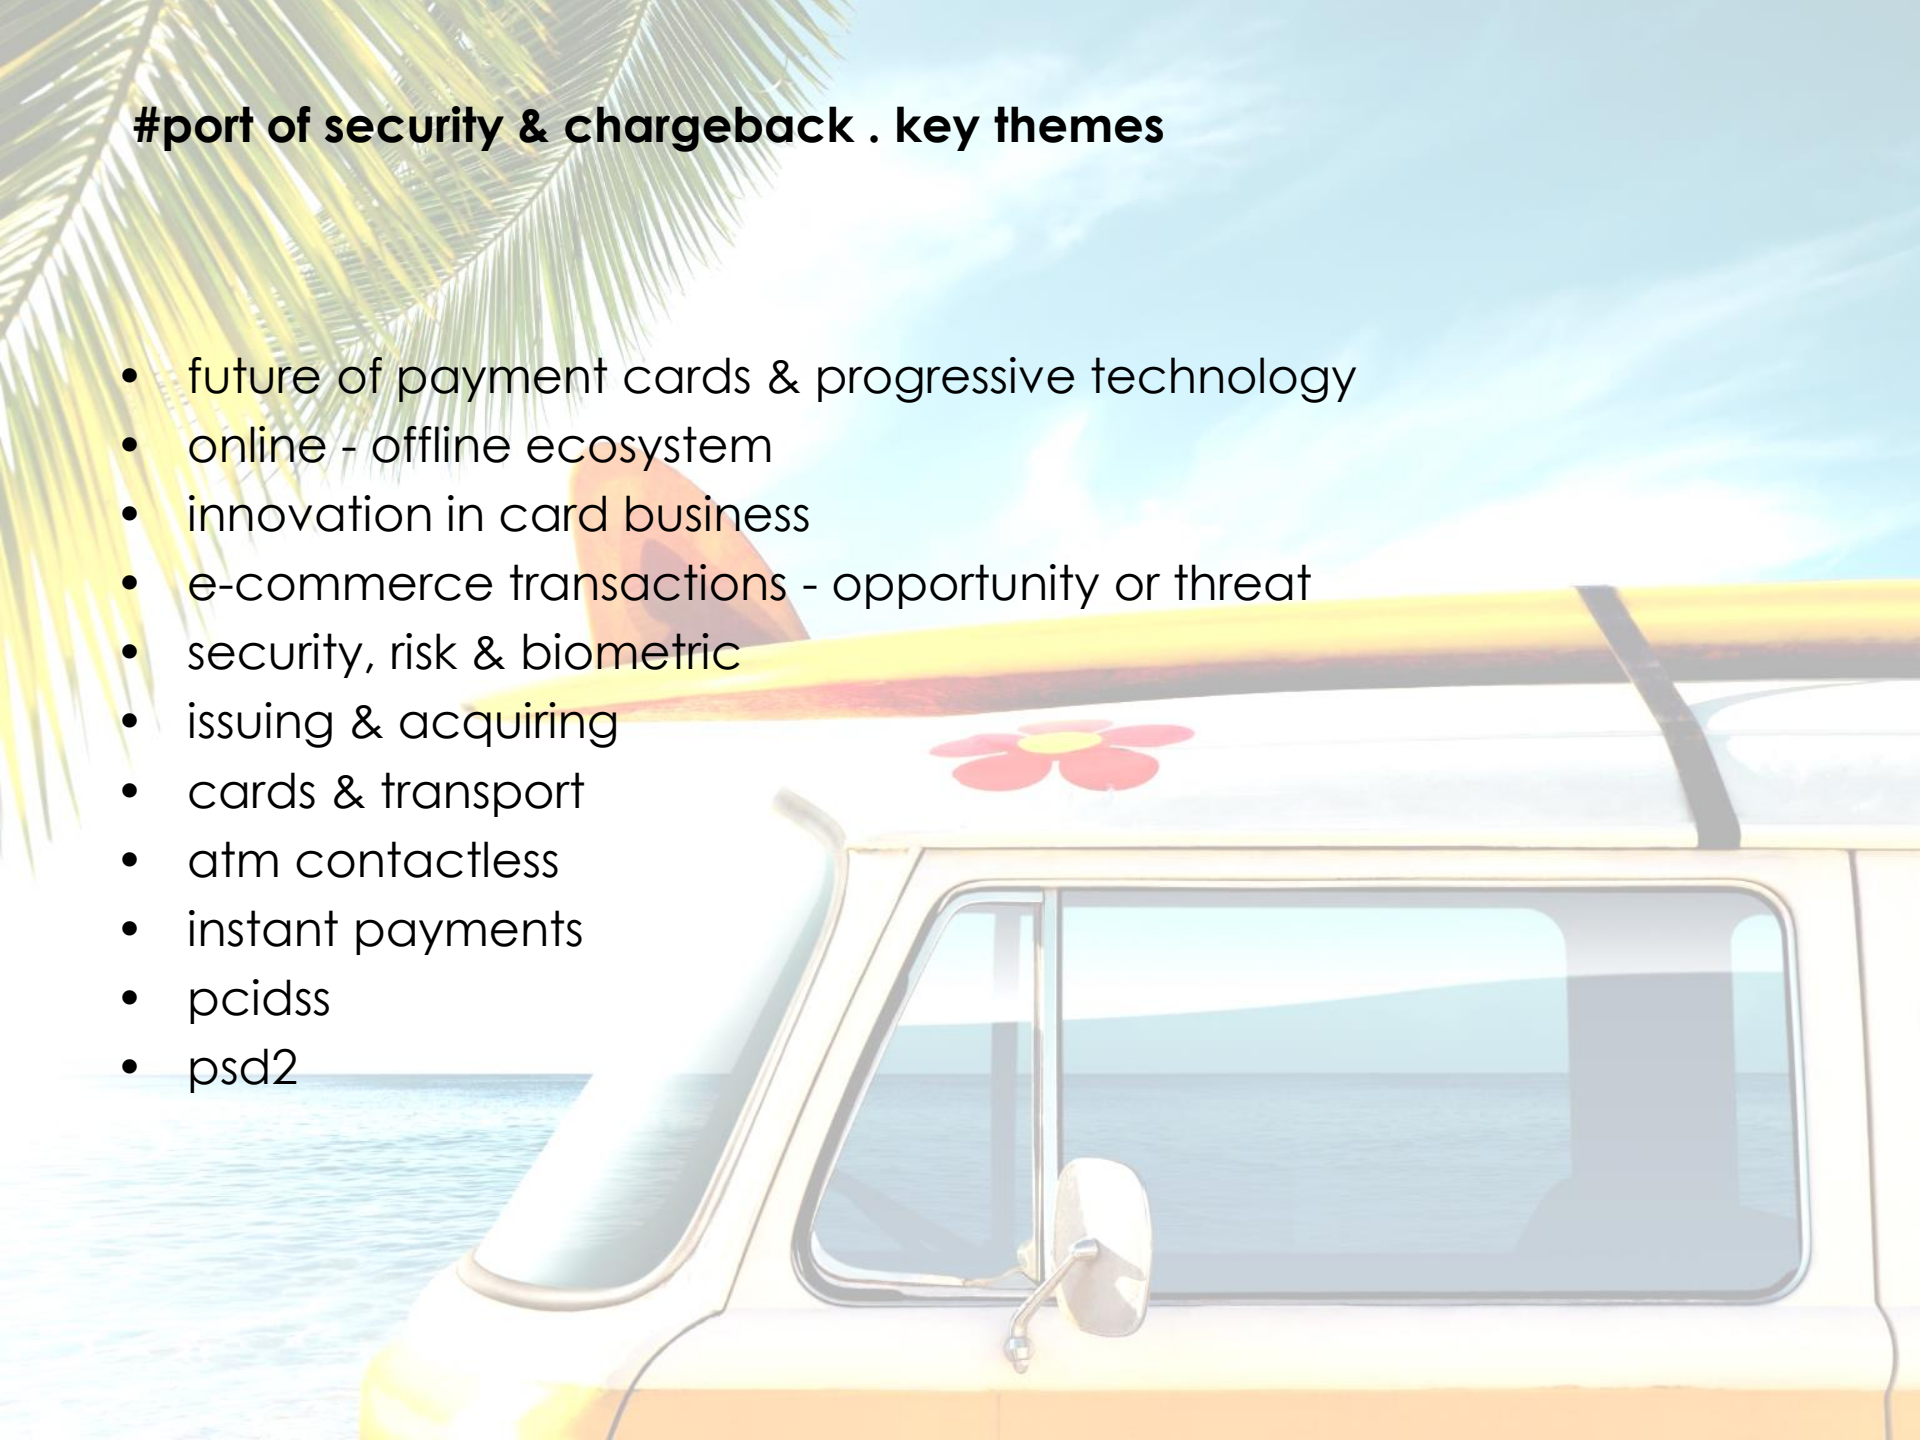 #port of security & chargeback . key themes
• future of payment cards & progressive technology
• online - offline ecosystem
• innovation in card business
• e-commerce transactions - opportunity or threat
• security, risk & biometric
• issuing & acquiring
• cards & transport
• atm contactless
• instant payments
• pcidss
• psd2